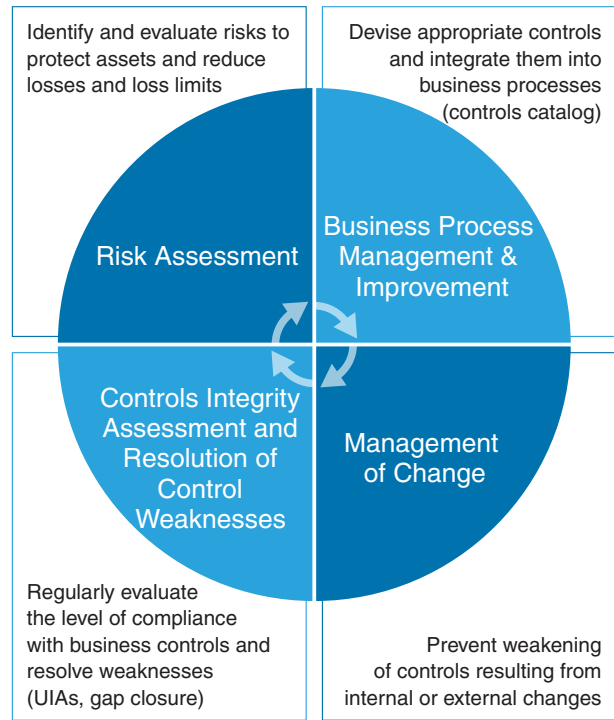 Identify and evaluate risks to
protect assets and reduce
losses and loss limits
Devise appropriate controls
and integrate them into
business processes
(controls catalog)
Risk Assessment
Business Process
Management &
Improvement
Controls Integrity
Assessment and
Resolution of
Control
Weaknesses
Management
of Change
Regularly evaluate
the level of compliance
with business controls and
resolve weaknesses
(UIAs, gap closure)
Prevent weakening
of controls resulting from
internal or external changes